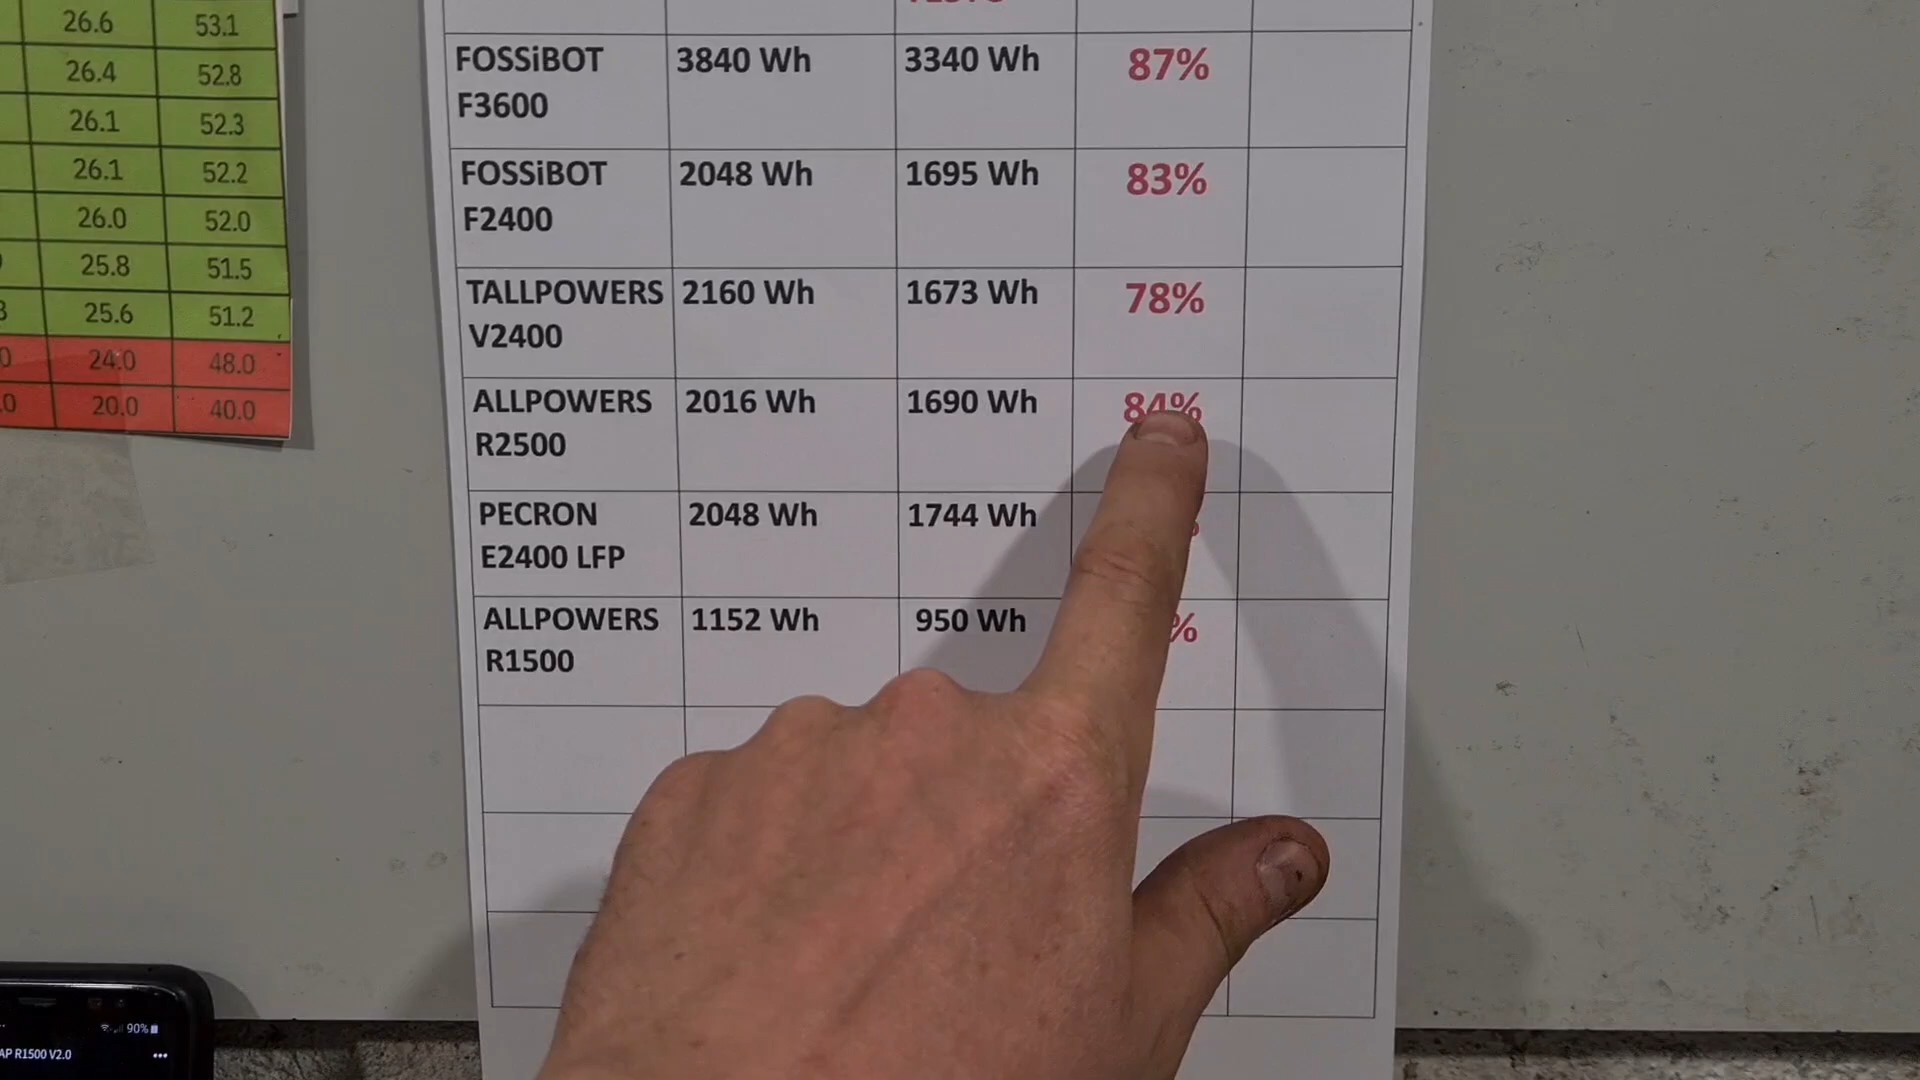 26.6 53.1
26.4 52.8
26.1 52.3
26.1 52.2
26.0 52.0
25.8 51.5
3 25.6 51.2
0 24.0 48.0
.0 20.0 40.0
FOSSiBOT 3840 Wh 3340 Wh 87%
F3600
FOSSiBOT 2048 Wh 1695 Wh 83%
F2400
TALLPOWERS 2160 Wh 1673 Wh 78%
V2400
ALLPOWERS 2016 Wh 1690 Wh 84%
R2500
PECRON 2048 Wh 1744 Wh
E2400 LFP
ALLPOWERS 1152 Wh 950 Wh %
R1500
90%
AP R1500 V2.0